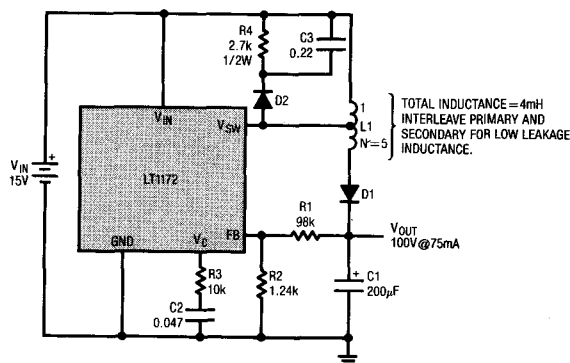 R4
2.7k
1/2W
C3
0.22
D2
VIN
VSW
1
L1
N = 5
TOTAL INDUCTANCE = 4mH
INTERLEAVE PRIMARY AND
SECONDARY FOR LOW LEAKAGE
INDUCTANCE.
+
VIN
15V
LT1172
D1
R1
98k
VOUT
100V@75mA
GND
VC
FB
R3
10k
R2
1.24k
+
C1
200µF
C2
0.047